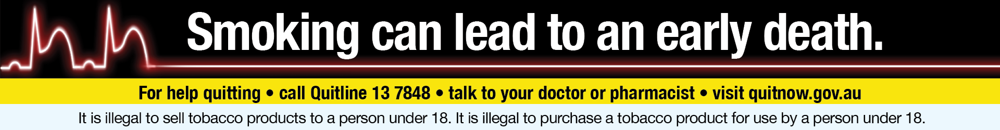 Smoking can lead to an early death.
For help quitting • call Quitline 13 7848 • talk to your doctor or pharmacist • visit quitnow.gov.au
It is illegal to sell tobacco products to a person under 18. It is illegal to purchase a tobacco product for use by a person under 18.